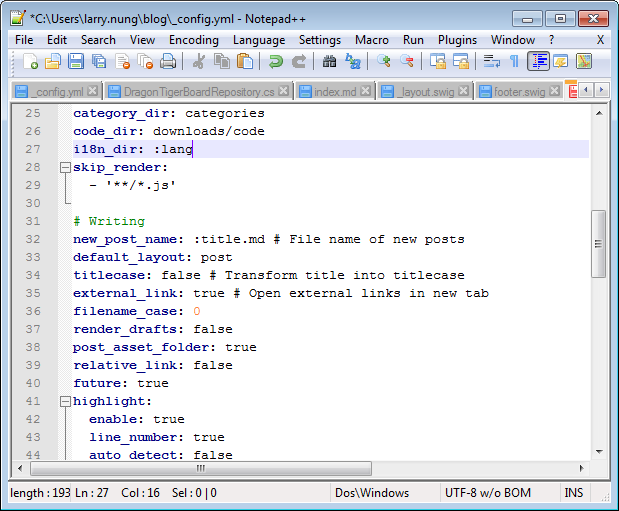 *C:\Users\larry.nung\blog\_config.yml - Notepad++
File Edit Search View Encoding Language Settings Macro Run Plugins Window ? X
_config.yml DragonTigerBoardRepository.cs index.md _layout.swig footer.swig
25 category_dir: categories
26 code_dir: downloads/code
27 i18n_dir: :lang
28 skip_render:
29 - '**/*.js'
30
31 # Writing
32 new_post_name: :title.md # File name of new posts
33 default_layout: post
34 titlecase: false # Transform title into titlecase
35 external_link: true # Open external links in new tab
36 filename_case: 0
37 render_drafts: false
38 post_asset_folder: true
39 relative_link: false
40 future: true
41 highlight:
42 enable: true
43 line_number: true
44 auto_detect: false
length : 193 Ln : 27 Col : 16 Sel : 0 | 0 Dos\Windows UTF-8 w/o BOM INS